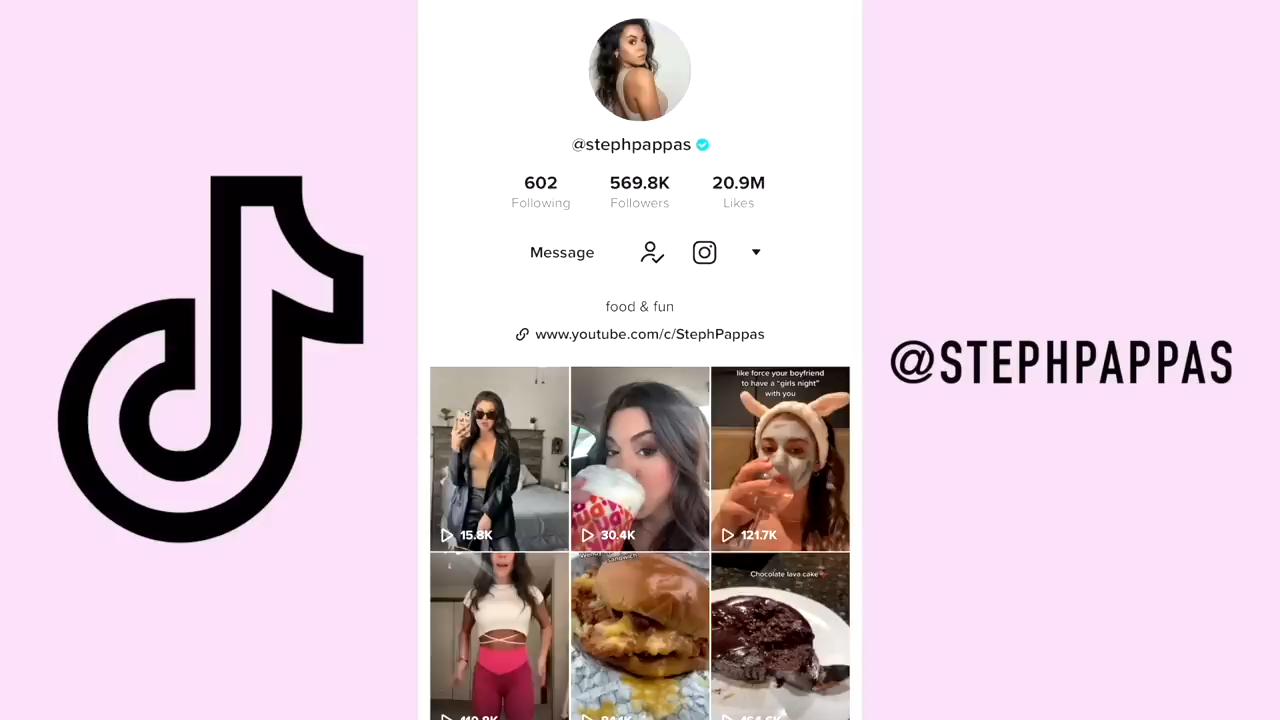 @stephpappas
602 569.8K 20.9M
Following Followers Likes
Message
food & fun
www.youtube.com/c/StephPappas
@STEPHPAPPAS
like force your boyfriend
to have a "girls night"
with you
15.8K 30.4K 121.7K
sandwich
Chocolate lava cake